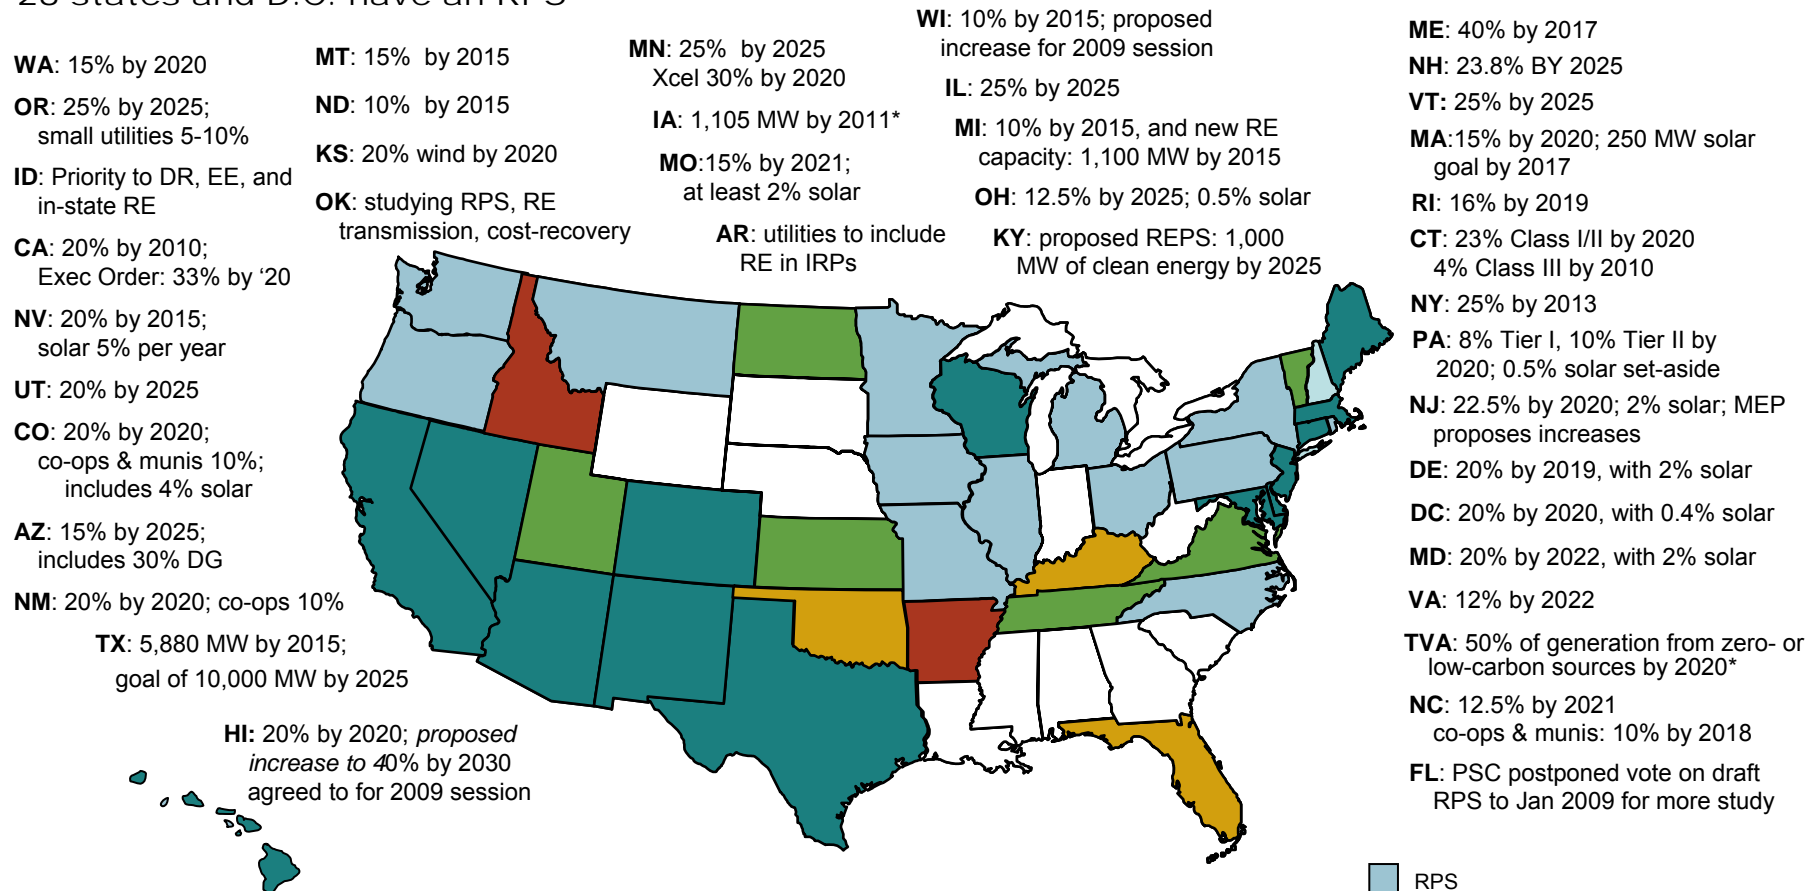 28 states and D.C. have an RPS
WA: 15% by 2020
OR: 25% by 2025;
small utilities 5-10%
ID: Priority to DR, EE, and
in-state RE
CA: 20% by 2010;
Exec Order: 33% by ‘20
NV: 20% by 2015;
solar 5% per year
UT: 20% by 2025
CO: 20% by 2020;
co-ops & munis 10%;
includes 4% solar
AZ: 15% by 2025;
includes 30% DG
NM: 20% by 2020; co-ops 10%
TX: 5,880 MW by 2015;
goal of 10,000 MW by 2025
HI: 20% by 2020; proposed
increase to 40% by 2030
agreed to for 2009 session
MT: 15% by 2015
ND: 10% by 2015
KS: 20% wind by 2020
OK: studying RPS, RE
transmission, cost-recovery
MN: 25% by 2025
Xcel 30% by 2020
IA: 1,105 MW by 2011*
MO:15% by 2021;
at least 2% solar
AR: utilities to include
RE in IRPs
WI: 10% by 2015; proposed
increase for 2009 session
IL: 25% by 2025
MI: 10% by 2015, and new RE
capacity: 1,100 MW by 2015
OH: 12.5% by 2025; 0.5% solar
KY: proposed REPS: 1,000
MW of clean energy by 2025
ME: 40% by 2017
NH: 23.8% BY 2025
VT: 25% by 2025
MA:15% by 2020; 250 MW solar
goal by 2017
RI: 16% by 2019
CT: 23% Class I/II by 2020
4% Class III by 2010
NY: 25% by 2013
PA: 8% Tier I, 10% Tier II by
2020; 0.5% solar set-aside
NJ: 22.5% by 2020; 2% solar; MEP
proposes increases
DE: 20% by 2019, with 2% solar
DC: 20% by 2020, with 0.4% solar
MD: 20% by 2022, with 2% solar
VA: 12% by 2022
TVA: 50% of generation from zero- or
low-carbon sources by 2020*
NC: 12.5% by 2021
co-ops & munis: 10% by 2018
FL: PSC postponed vote on draft
RPS to Jan 2009 for more study
RPS